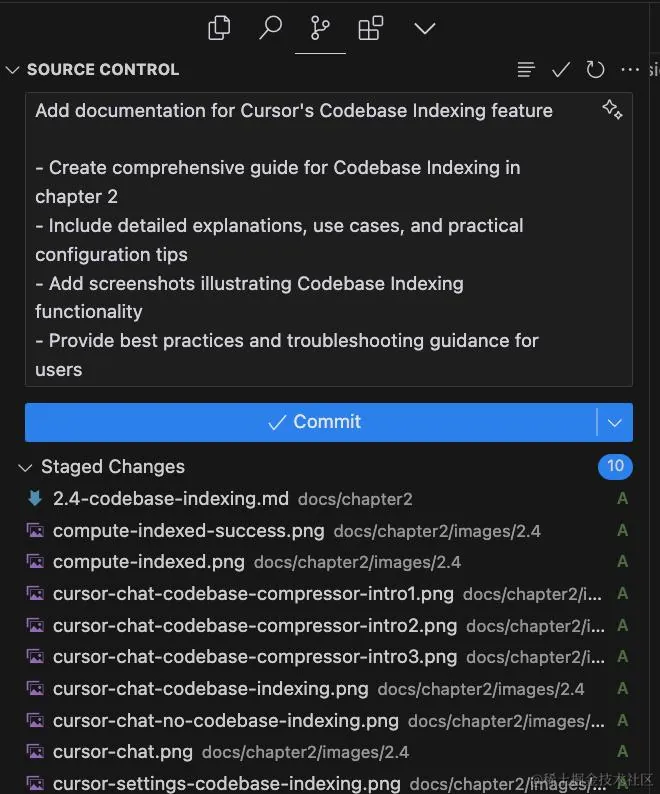 SOURCE CONTROL
Add documentation for Cursor's Codebase Indexing feature
- Create comprehensive guide for Codebase Indexing in
chapter 2
- Include detailed explanations, use cases, and practical
configuration tips
- Add screenshots illustrating Codebase Indexing
functionality
- Provide best practices and troubleshooting guidance for
users
Commit
Staged Changes 10
2.4-codebase-indexing.md docs/chapter2 A
compute-indexed-success.png docs/chapter2/images/2.4 A
compute-indexed.png docs/chapter2/images/2.4 A
cursor-chat-codebase-compressor-intro1.png docs/chapter2/i... A
cursor-chat-codebase-compressor-intro2.png docs/chapter2/i... A
cursor-chat-codebase-compressor-intro3.png docs/chapter2/i... A
cursor-chat-codebase-indexing.png docs/chapter2/images/2.4 A
cursor-chat-no-codebase-indexing.png docs/chapter2/images/... A
cursor-chat.png docs/chapter2/images/2.4 A
cursor-settings-codebase-indexing.png docs/chapter2/images/... A
@稀土掘金技术社区